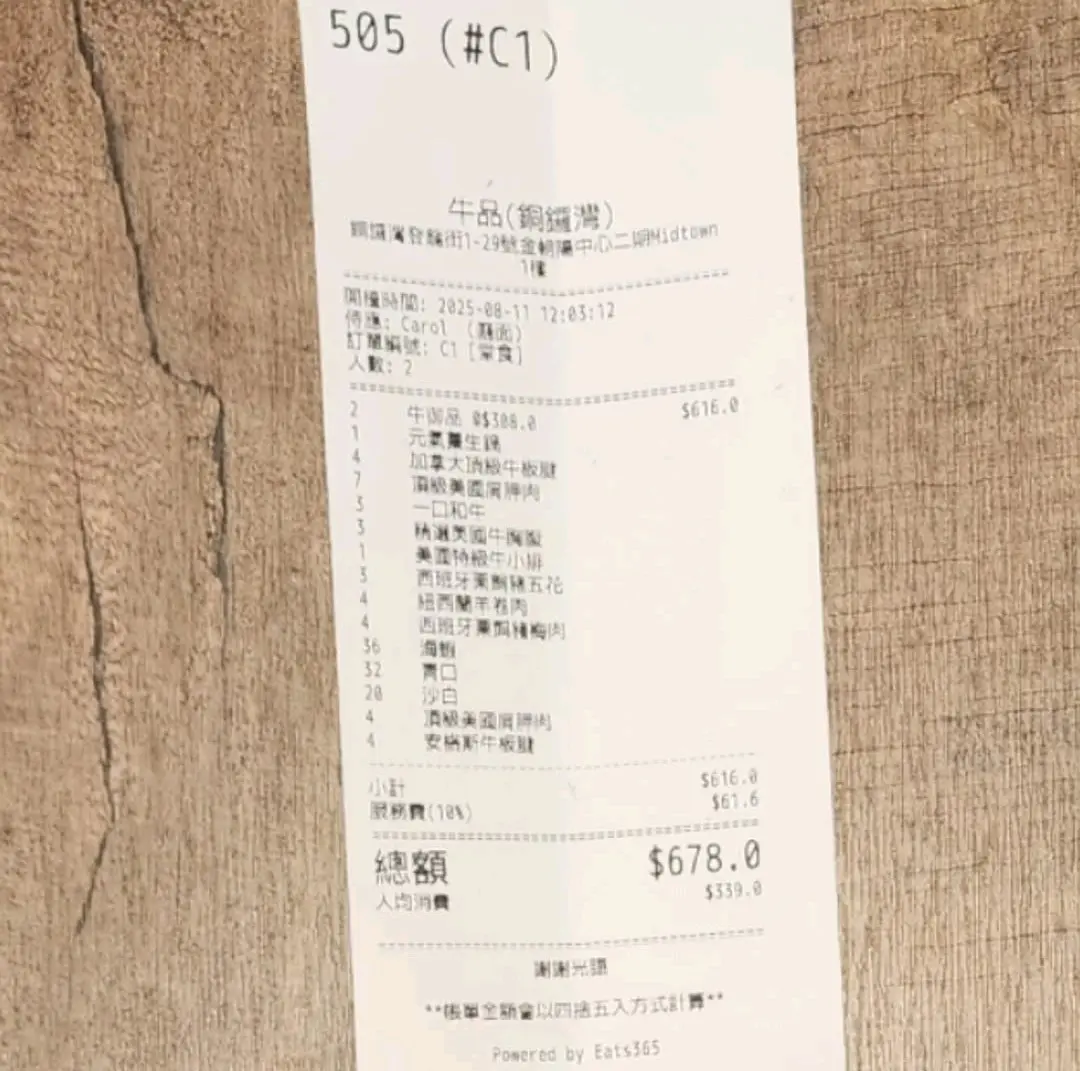 505 (#C1)
牛品(銅鑼灣)
銅鑼灣登龍街1-29號金朝陽中心二期Midtown
1樓
開檯時間: 2025-08-11 12:03:12
侍應: Carol (廳面)
訂單編號: C1 [堂食]
人數: 2
2 牛御品 @$308.0 $616.0
1 元氣養生鍋
4 加拿大頂級牛板腱
7 頂級美國肩胛肉
3 一口和牛
3 精選美國牛胸腹
1 美國特級牛小排
3 西班牙黑豚豬五花
4 紐西蘭羊卷肉
4 西班牙黑豚豬梅肉
36 海蝦
32 青口
20 沙白
4 頂級美國肩胛肉
4 安格斯牛板腱
小計 $616.0
服務費(10%) $61.6
總額 $678.0
人均消費 $339.0
謝謝光臨
**帳單金額會以四捨五入方式計算**
Powered by Eats365